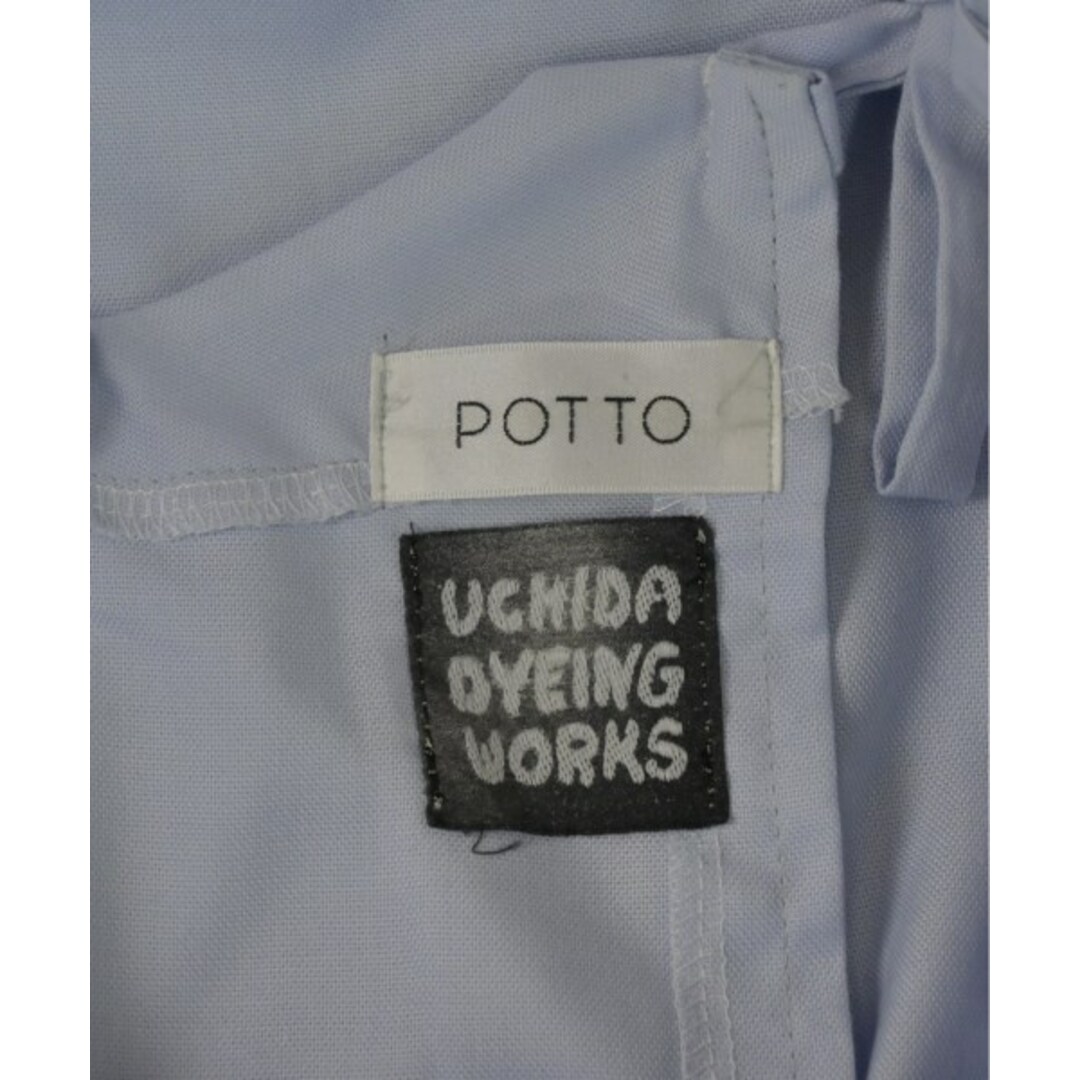 POTTO
UCHIDA
DYEING
WORKS